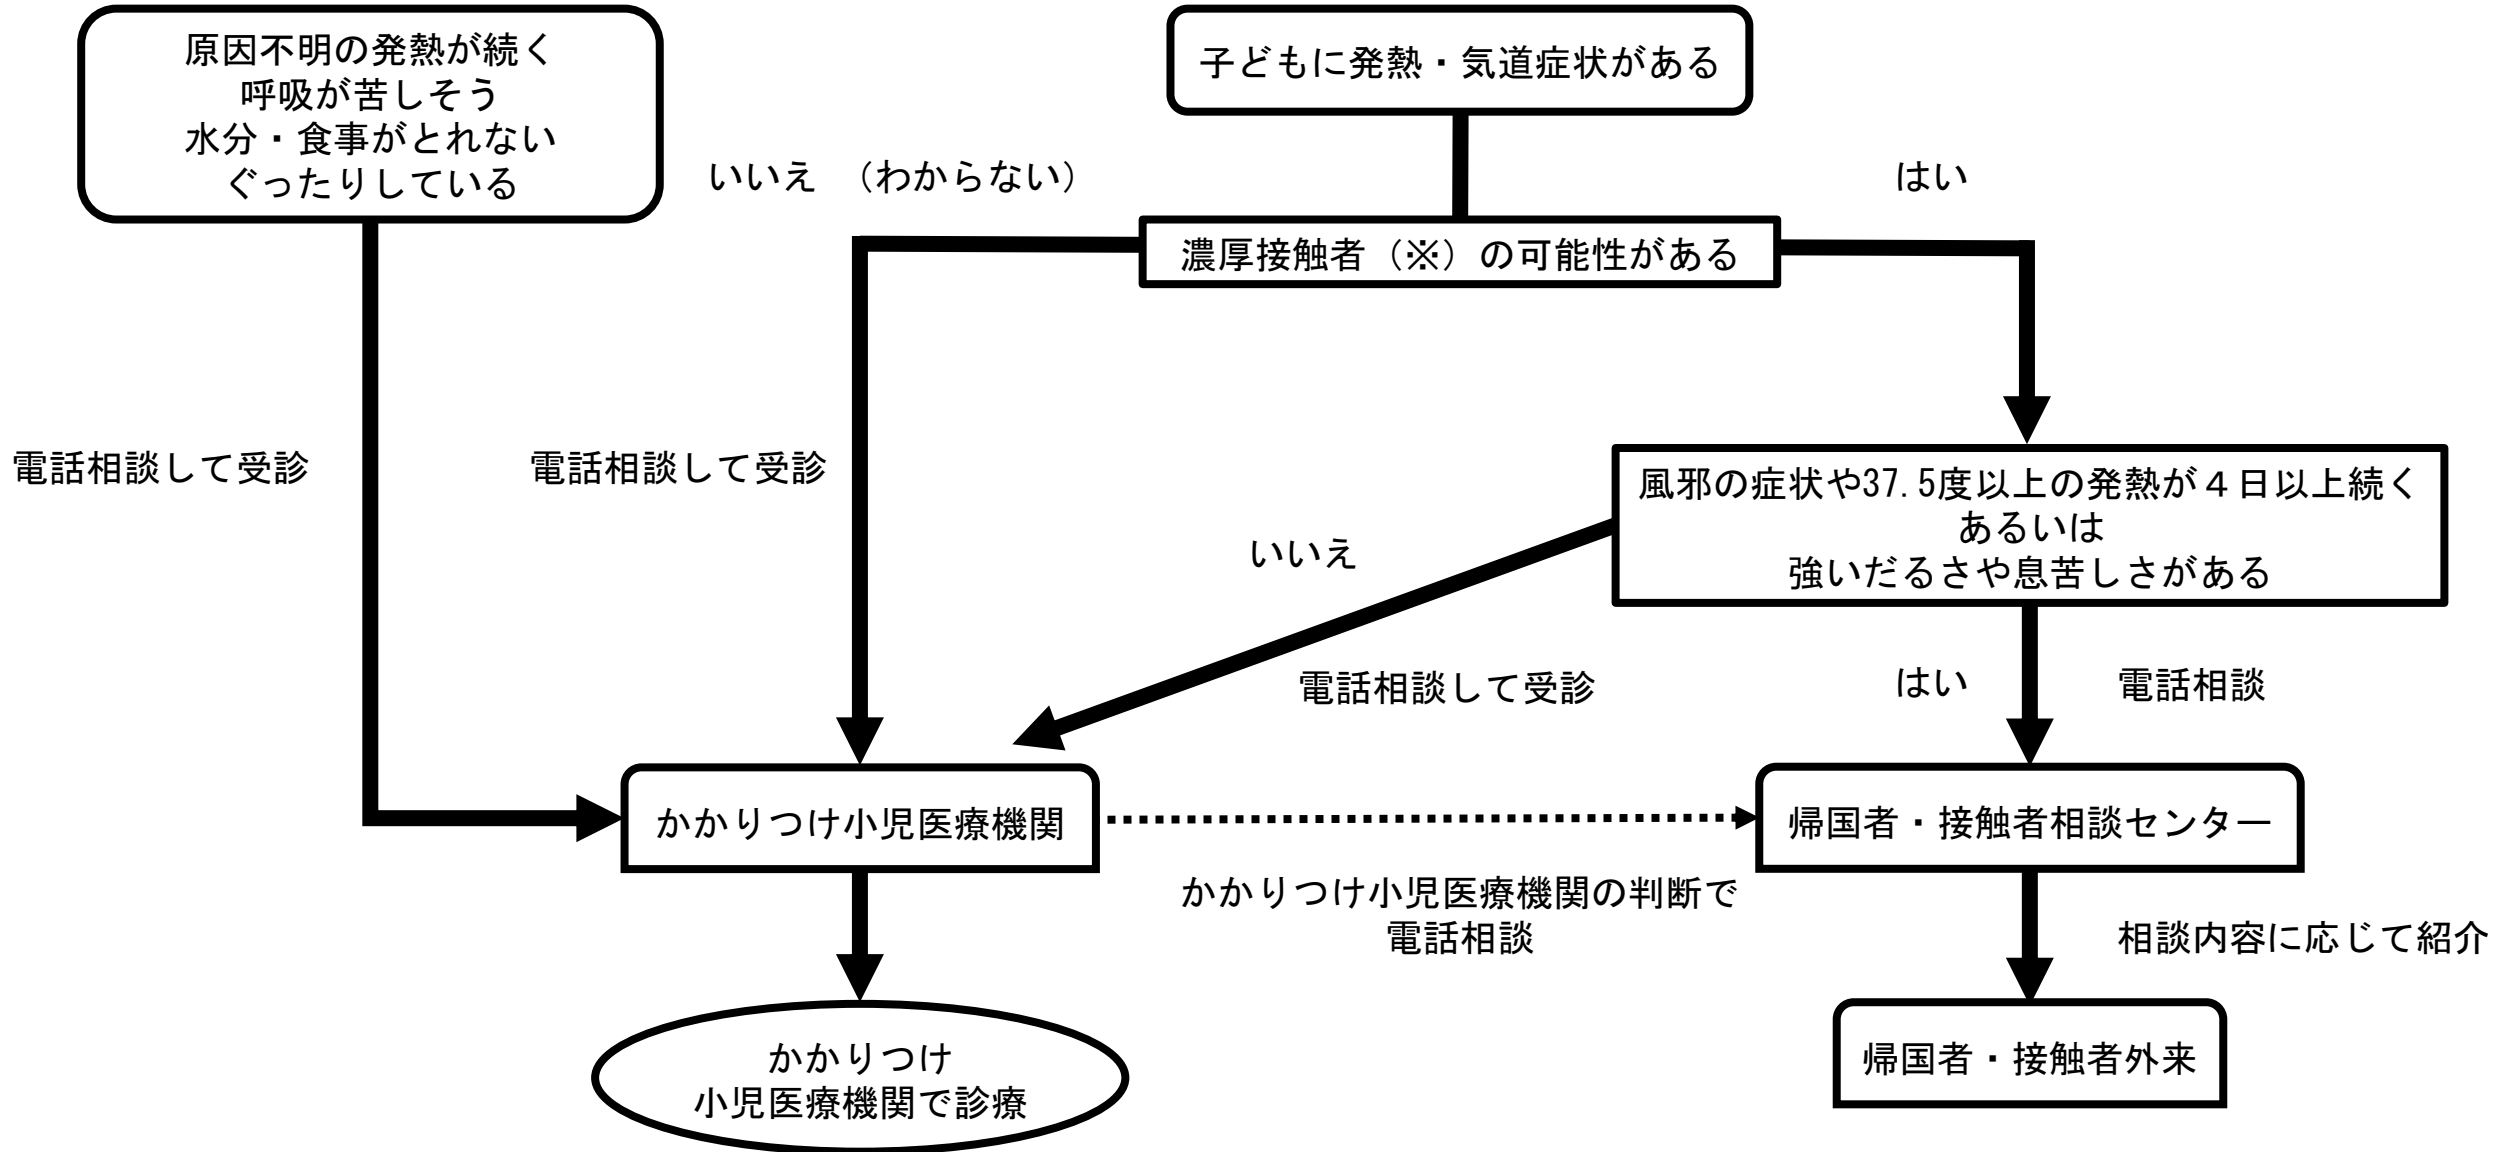 原因不明の発熱が続く
呼吸が苦しそう
水分・食事がとれない
ぐったりしている
子どもに発熱・気道症状がある
いいえ （わからない）
はい
濃厚接触者（※）の可能性がある
電話相談して受診
電話相談して受診
風邪の症状や37.5度以上の発熱が４日以上続く
あるいは
強いだるさや息苦しさがある
いいえ
電話相談して受診
はい
電話相談
かかりつけ小児医療機関
帰国者・接触者相談センター
かかりつけ小児医療機関の判断で
電話相談
相談内容に応じて紹介
かかりつけ
小児医療機関で診療
帰国者・接触者外来